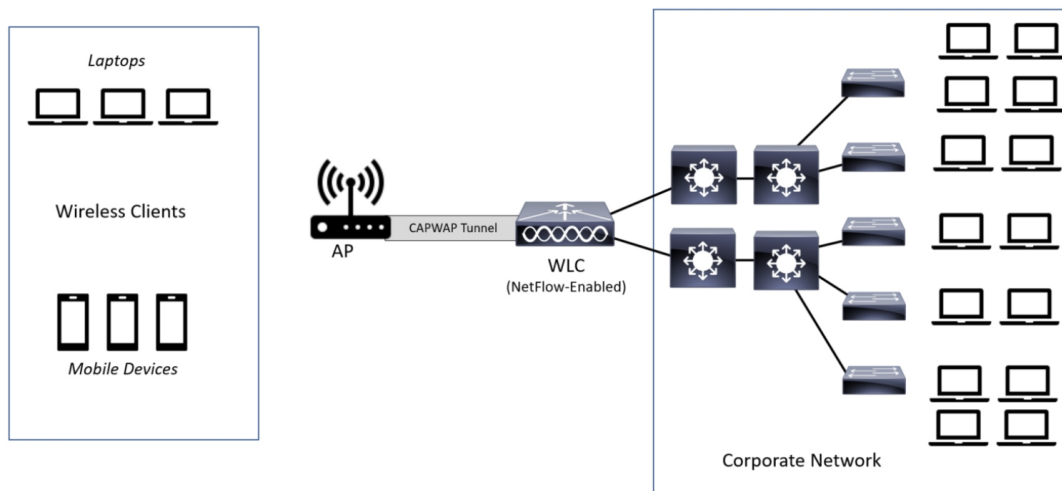 Laptops
Wireless Clients
Mobile Devices
AP
CAPWAP Tunnel
WLC
(NetFlow-Enabled)
Corporate Network